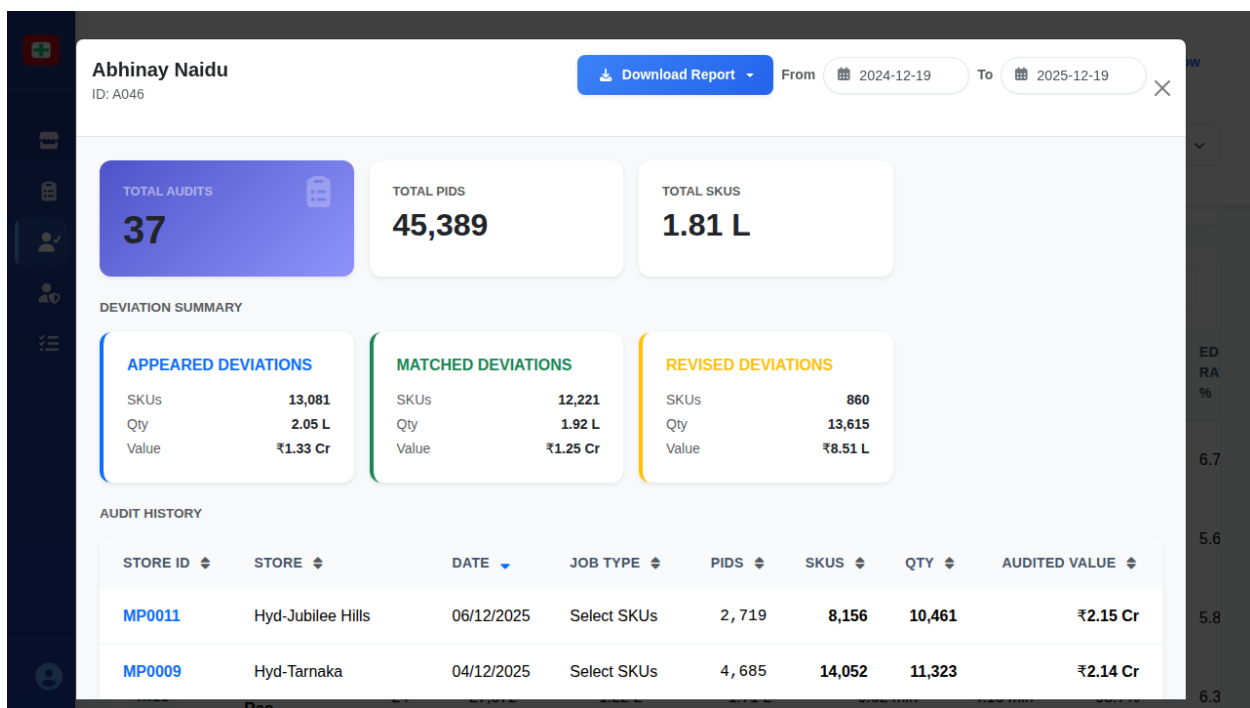 Abhinay Naidu
ID: A046
Download Report
From 2024-12-19 To 2025-12-19
TOTAL AUDITS
37
TOTAL PIDS
45,389
TOTAL SKUS
1.81 L
DEVIATION SUMMARY
APPEARED DEVIATIONS
SKUs 13,081
Qty 2.05 L
Value ₹1.33 Cr
MATCHED DEVIATIONS
SKUs 12,221
Qty 1.92 L
Value ₹1.25 Cr
REVISED DEVIATIONS
SKUs 860
Qty 13,615
Value ₹8.51 L
AUDIT HISTORY
STORE ID STORE DATE JOB TYPE PIDS SKUS QTY AUDITED VALUE
MP0011 Hyd-Jubilee Hills 06/12/2025 Select SKUs 2,719 8,156 10,461 ₹2.15 Cr
MP0009 Hyd-Tarnaka 04/12/2025 Select SKUs 4,685 14,052 11,323 ₹2.14 Cr
ED
RA
%
6.7
5.6
5.8
6.3